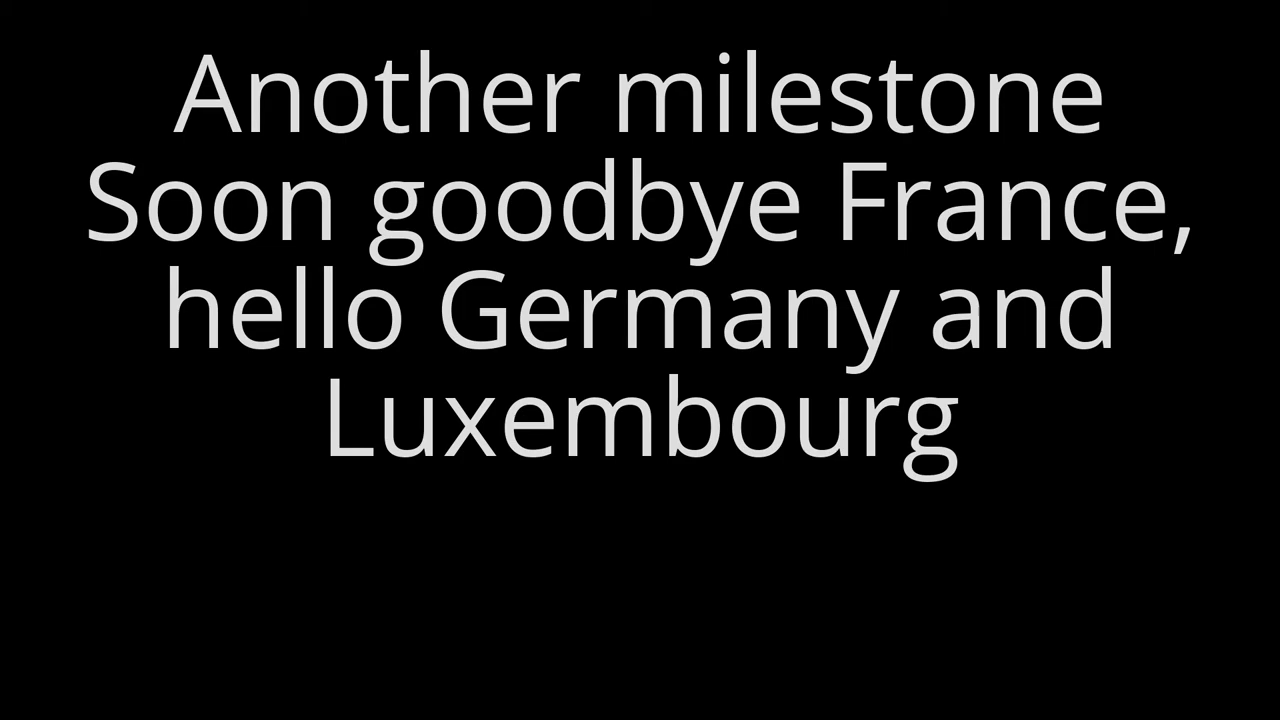 Another milestone
Soon goodbye France,
hello Germany and
Luxembourg